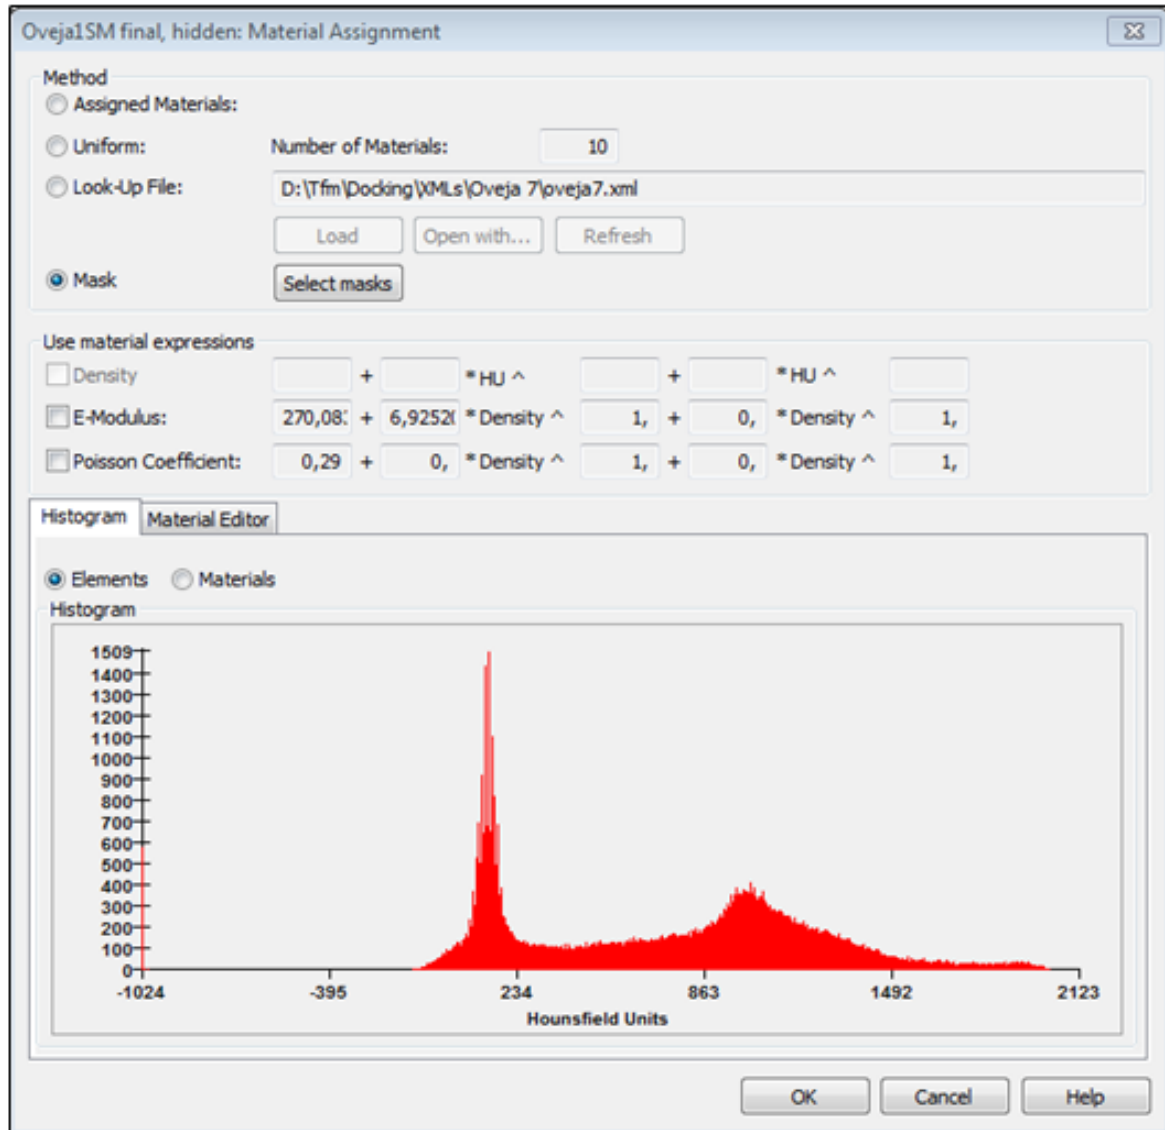 Oveja1SM final, hidden: Material Assignment
Method
Assigned Materials:
Uniform: Number of Materials: 10
Look-Up File: D:\Tfm\Docking\XMLs\Oveja 7\oveja7.xml
Load Open with... Refresh
Mask Select masks
Use material expressions
Density + * HU ^ + * HU ^
E-Modulus: 270,08 + 6,9252 * Density ^ 1, + 0, * Density ^ 1,
Poisson Coefficient: 0,29 + 0, * Density ^ 1, + 0, * Density ^ 1,
Histogram Material Editor
Elements Materials
Histogram
1509
1400
1300
1200
1100
1000
900
800
700
600
500
400
300
200
100
0
-1024 -395 234 863 1492 2123
Hounsfield Units
OK Cancel Help